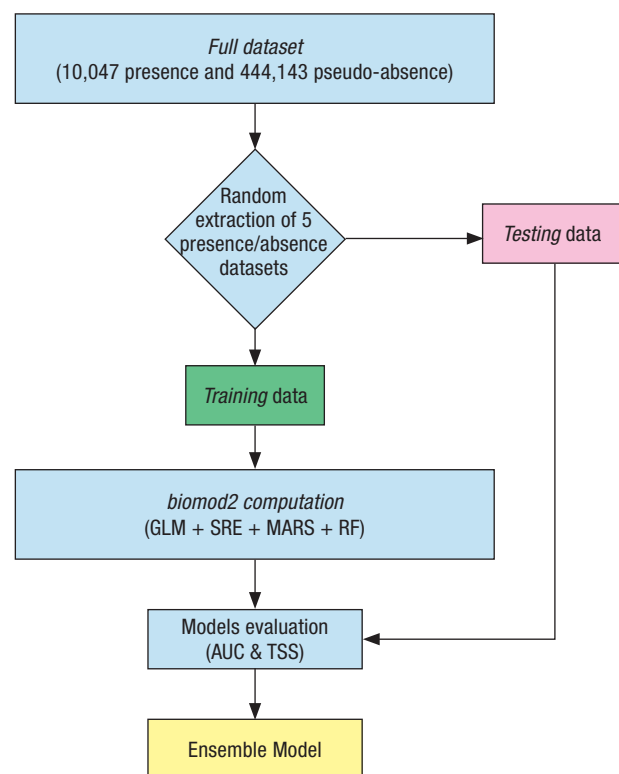 Full dataset
(10,047 presence and 444,143 pseudo-absence)
Random
extraction of 5
presence/absence
datasets
Testing data
Training data
biomod2 computation
(GLM + SRE + MARS + RF)
Models evaluation
(AUC & TSS)
Ensemble Model